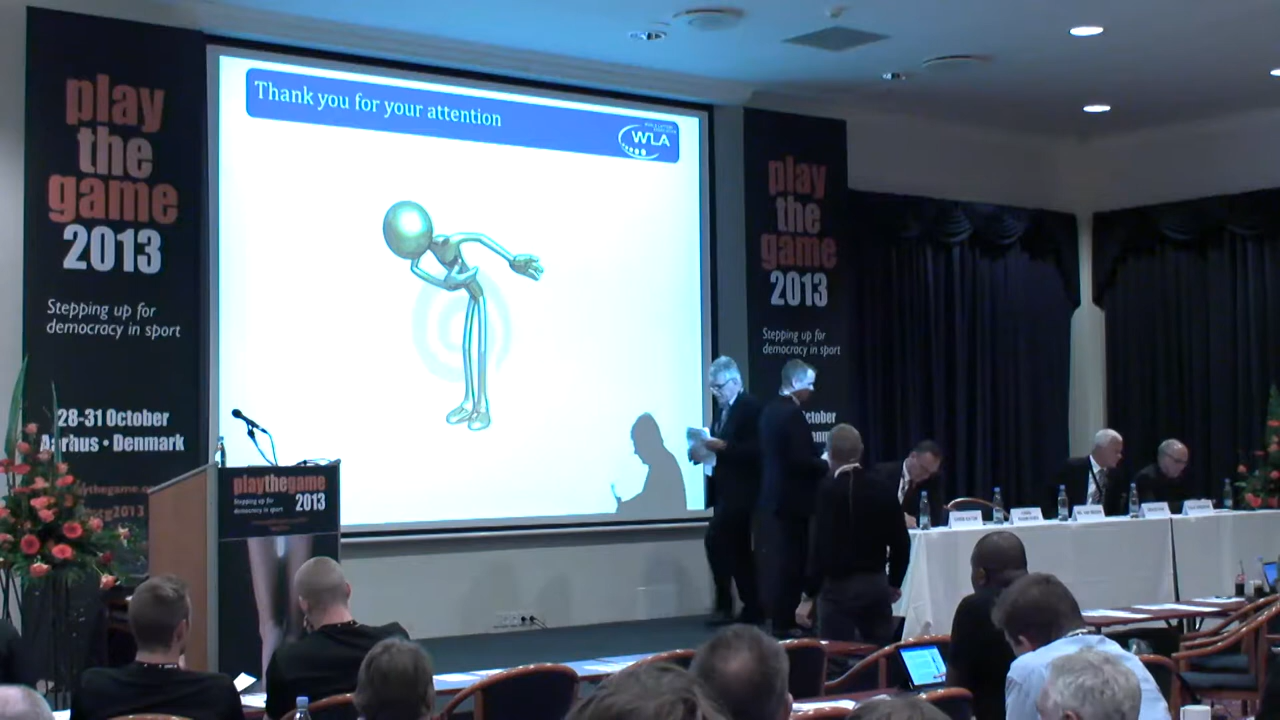 play
the
game
2013
Stepping up for
democracy in sport
28-31 October
Aarhus • Denmark
Thank you for your attention
WLA
play
the
game
2013
Stepping up for
democracy in sport
playthegame
2013
Stepping up for
democracy in sport